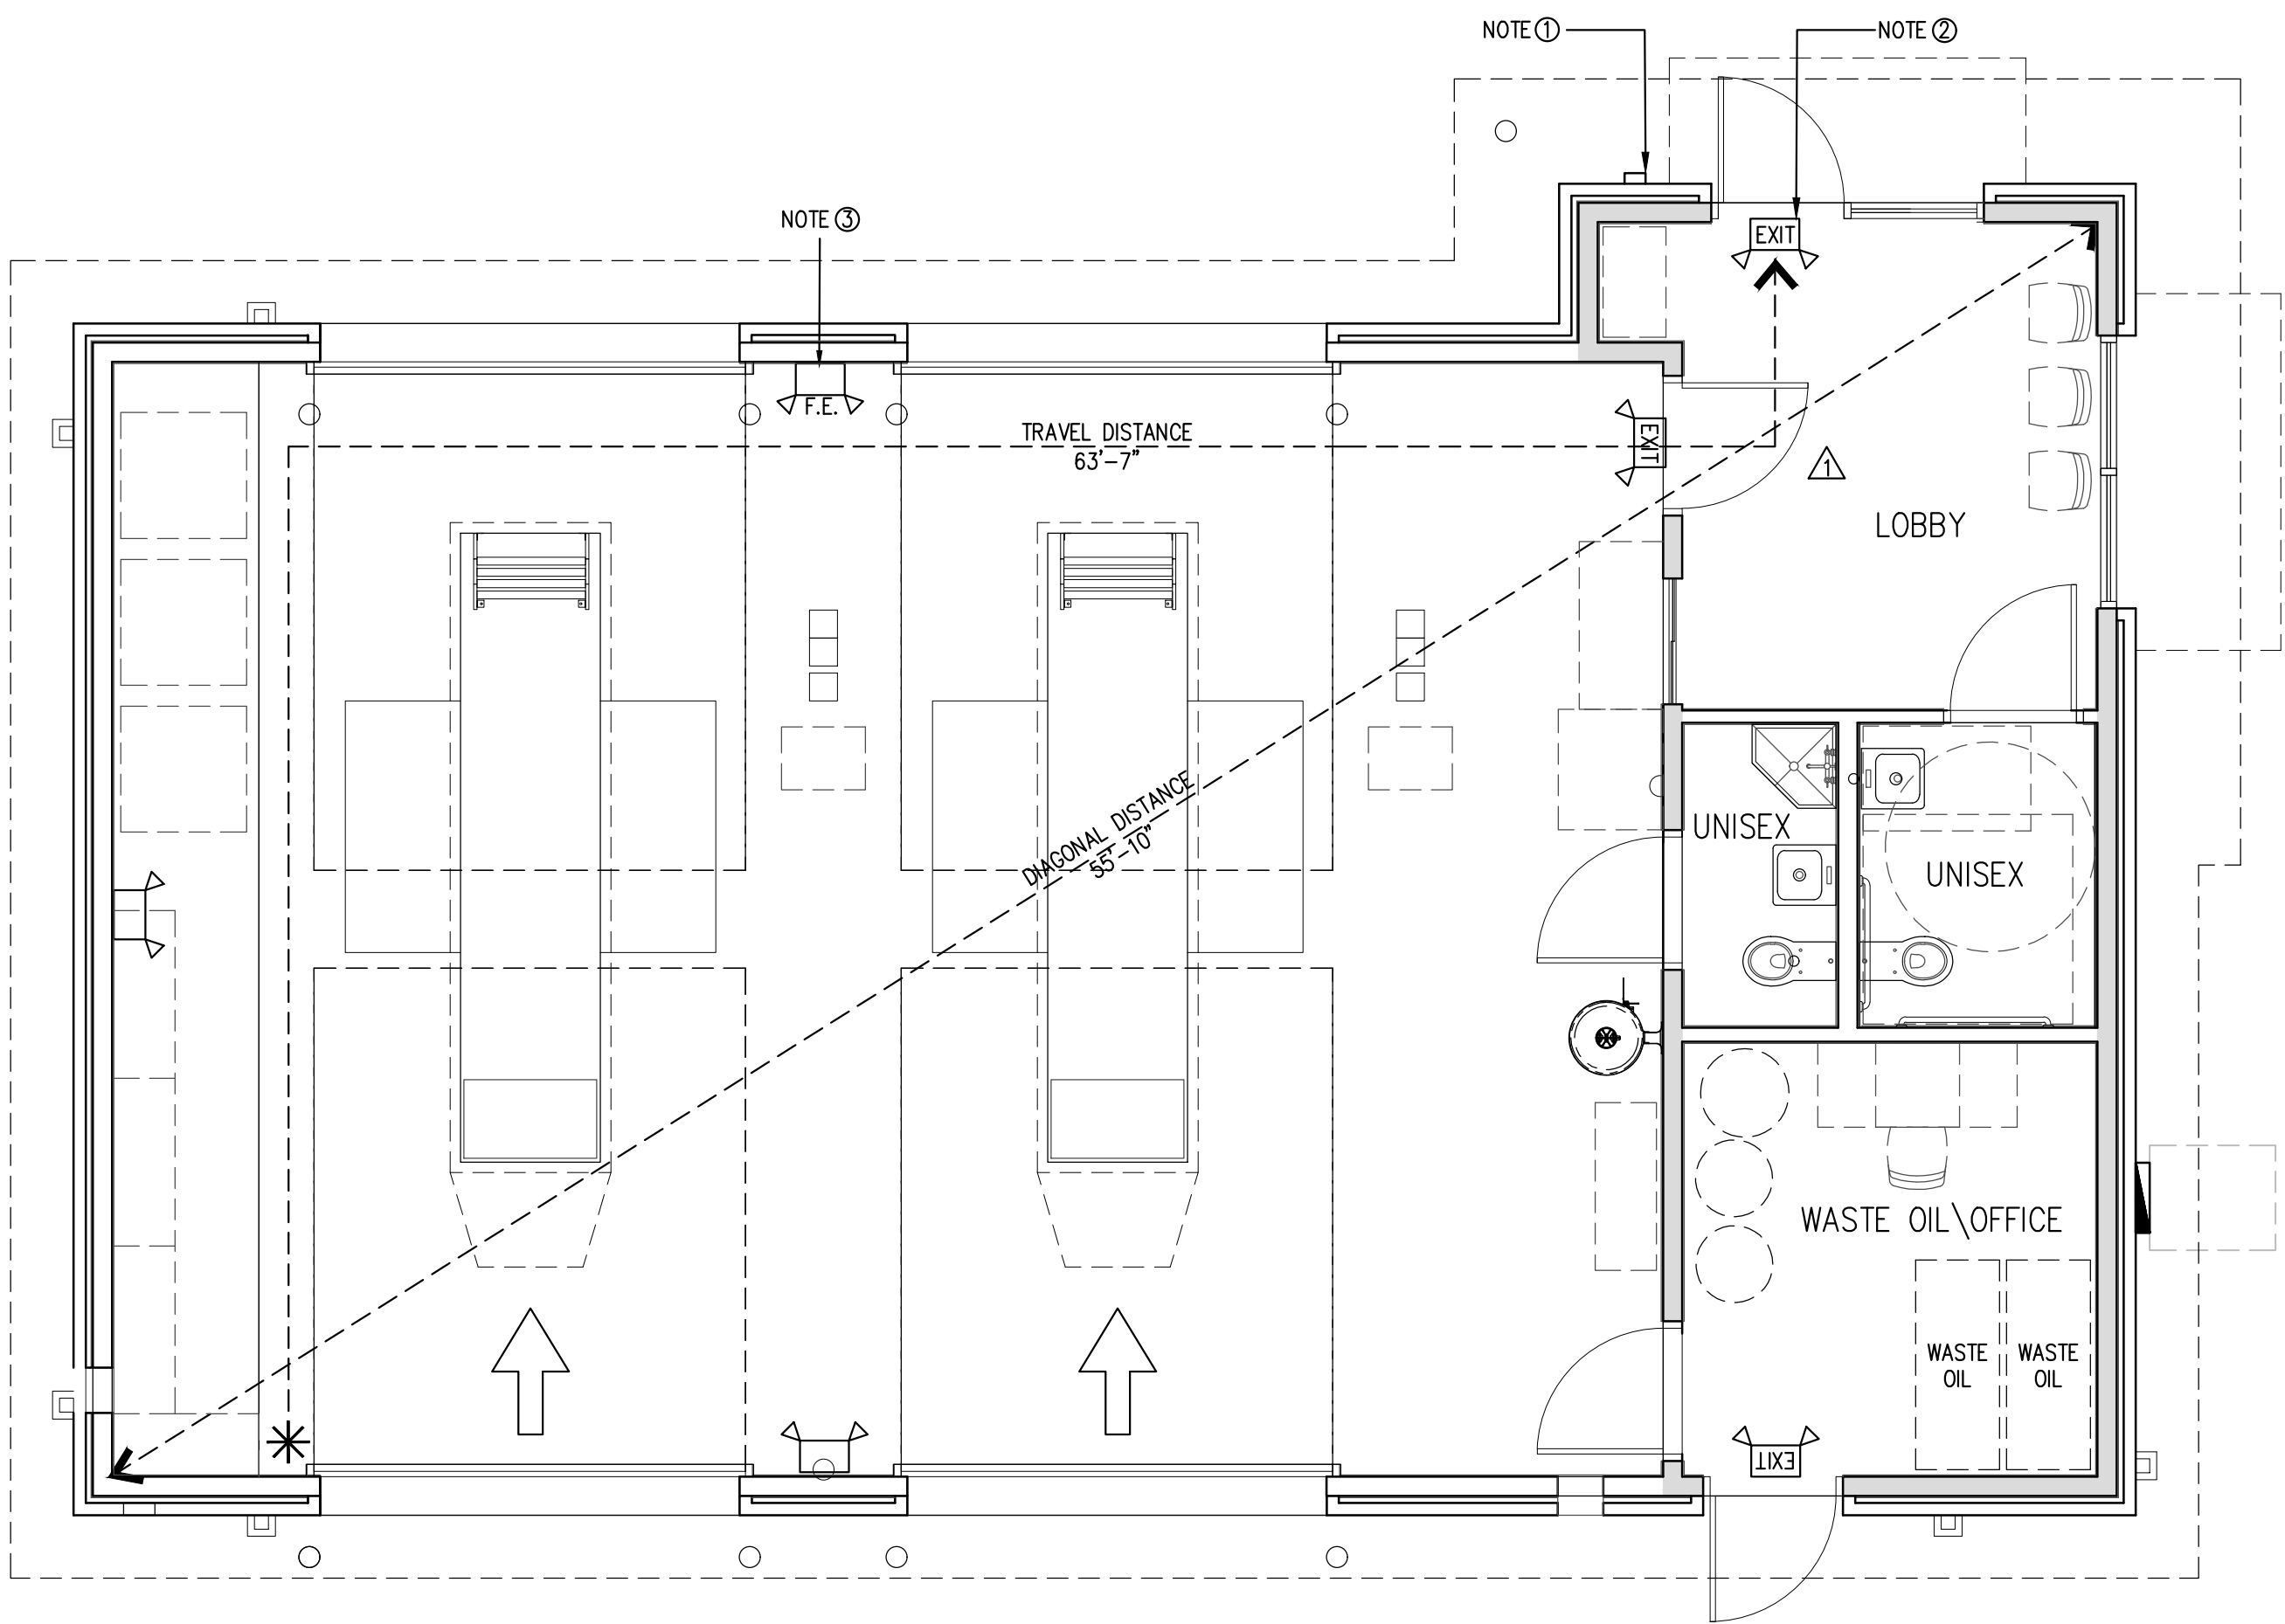 NOTE 1
NOTE 2
NOTE 3
EXIT
F.E.
TRAVEL DISTANCE
63'-7"
EXIT
1
LOBBY
DIAGONAL DISTANCE
55'-10"
UNISEX
UNISEX
WASTE OIL\OFFICE
WASTE
OIL
WASTE
OIL
EXIT